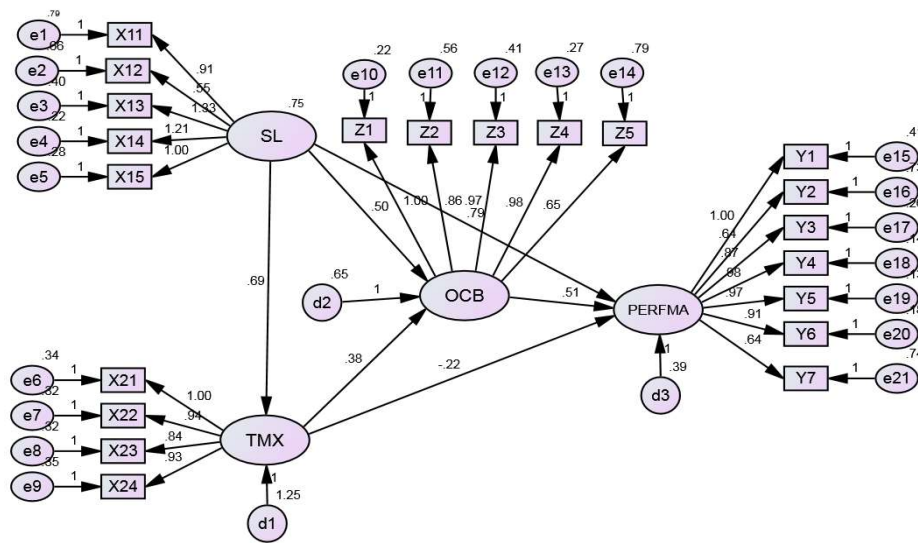 .79
e1 1 X11
e2 1 X12
.40
e3 1 X13
.22
e4 1 X14
.28
e5 1 X15
.91
.55
1.33
1.21
1.00
.75
SL
.22 .56 .41 .27 .79
e10 e11 e12 e13 e14
1 1 1 1 1
Z1 Z2 Z3 Z4 Z5
1.00 .86 .97 .98 .65
.79
.50
.69
.65
d2 1
OCB
.51
.38
-.22
PERFMA
1 .39
d3
1.00
.64
.87
.98
.97
.91
.64
Y1 1 e15
Y2 1 e16
Y3 1 e17
Y4 1 e18
Y5 1 e19
Y6 1 e20
.74
Y7 1 e21
.34
e6 1 X21
.32
e7 1 X22
.32
e8 1 X23
.35
e9 1 X24
1.00
.94
.84
.93
TMX
1
1.25
d1